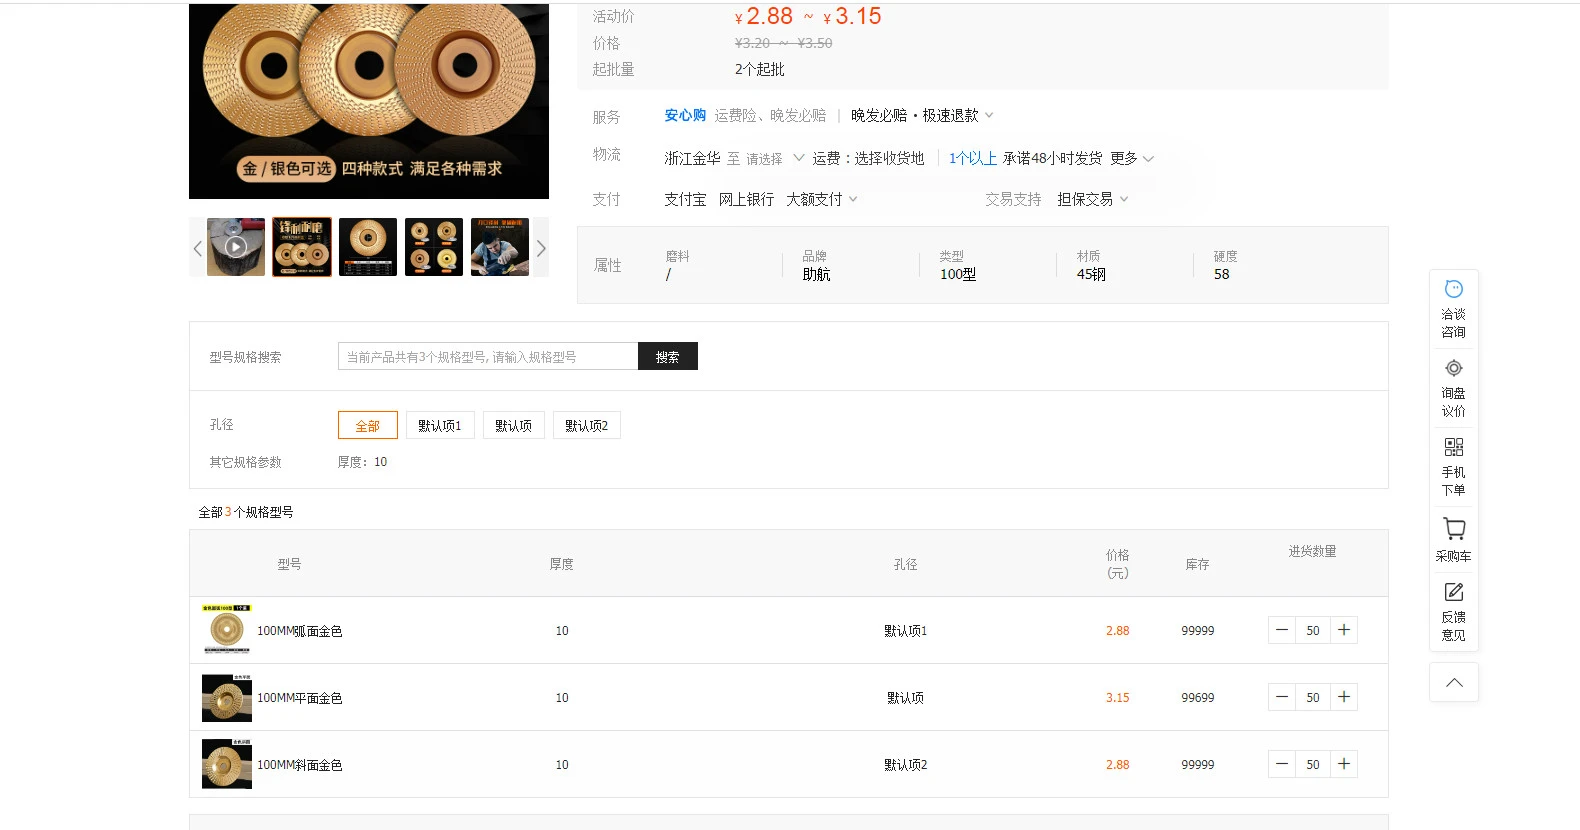 活动价 ¥ 2.88 ~ ¥ 3.15
价格 ¥3.20 ~ ¥3.50
起批量 2个起批
金/银色可选 四种款式 满足各种需求
服务 安心购 运费险、晚发必赔 | 晚发必赔·极速退款
物流 浙江金华 至 请选择 运费：选择收货地 1个以上 承诺48小时发货 更多
支付 支付宝 网上银行 大额支付 交易支持 担保交易
锋利耐磨
属性
磨料 品牌 类型 材质 硬度
/ 助航 100型 45钢 58
型号规格搜索 当前产品共有3个规格型号, 请输入规格型号 搜索
孔径 全部 默认项1 默认项 默认项2
其它规格参数 厚度：10
全部 3 个规格型号
型号 厚度 孔径 价格(元) 库存 进货数量
100MM弧面金色 10 默认项1 2.88 99999 — 50 +
100MM平面金色 10 默认项 3.15 99699 — 50 +
100MM斜面金色 10 默认项2 2.88 99999 — 50 +
洽谈
咨询
询盘
议价
手机
下单
采购车
反馈
意见